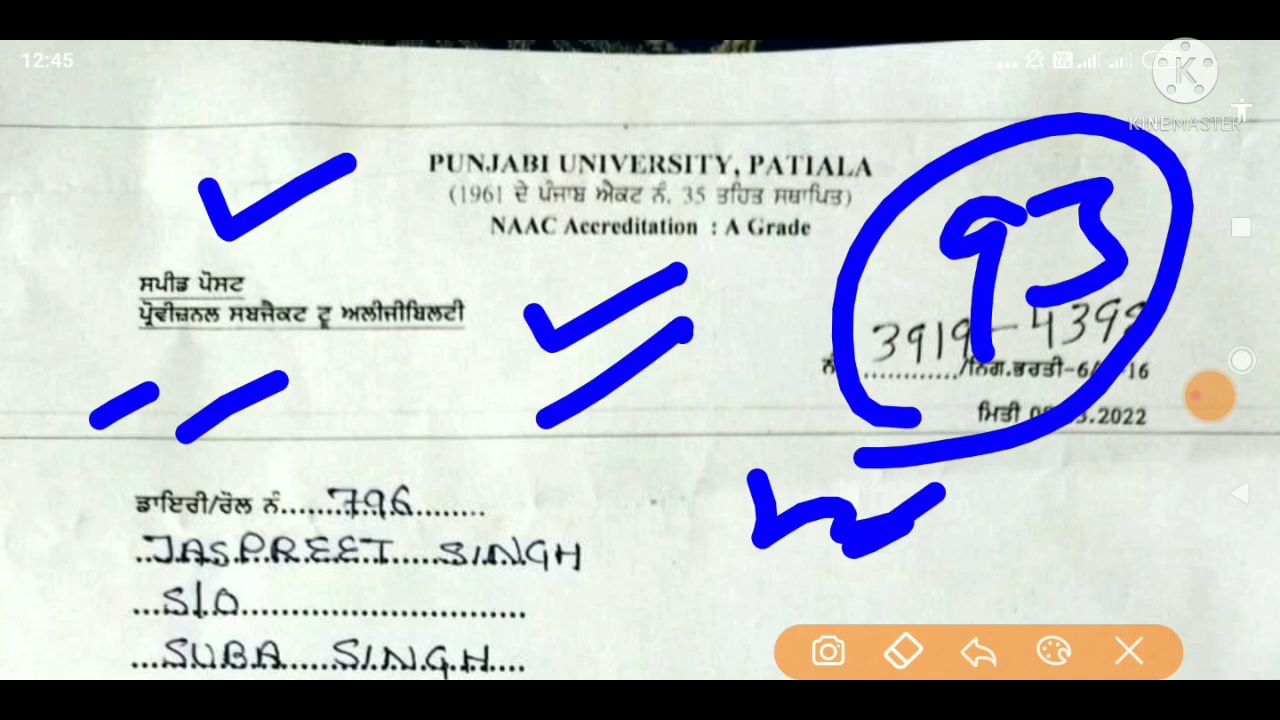 12:45
KINEMASTER
PUNJABI UNIVERSITY, PATIALA
(1961 ਦੇ ਪੰਜਾਬ ਐਕਟ ਨੰ. 35 ਤਹਿਤ ਸਥਾਪਿਤ)
NAAC Accreditation : A Grade
93
ਸਪੀਡ ਪੋਸਟ
ਪ੍ਰੋਵੀਜ਼ਨਲ ਸਬਜੈਕਟ ਟੂ ਅਲੀਜੀਬਿਲਟੀ
3919-4398
ਨੰ ............/ਨਿਗ.ਭਰਤੀ-6/
ਮਿਤੀ .2022
ਡਾਇਰੀ/ਰੋਲ ਨੰ......796........
JASPREET SINGH
S/O
SUBA SINGH